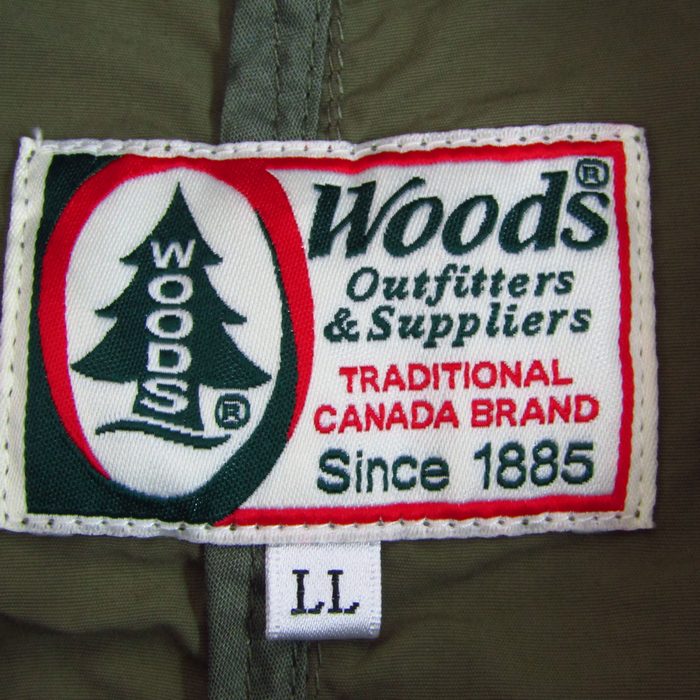 WOODS
®
Woods®
Outfitters
& Suppliers
TRADITIONAL
CANADA BRAND
Since 1885
LL